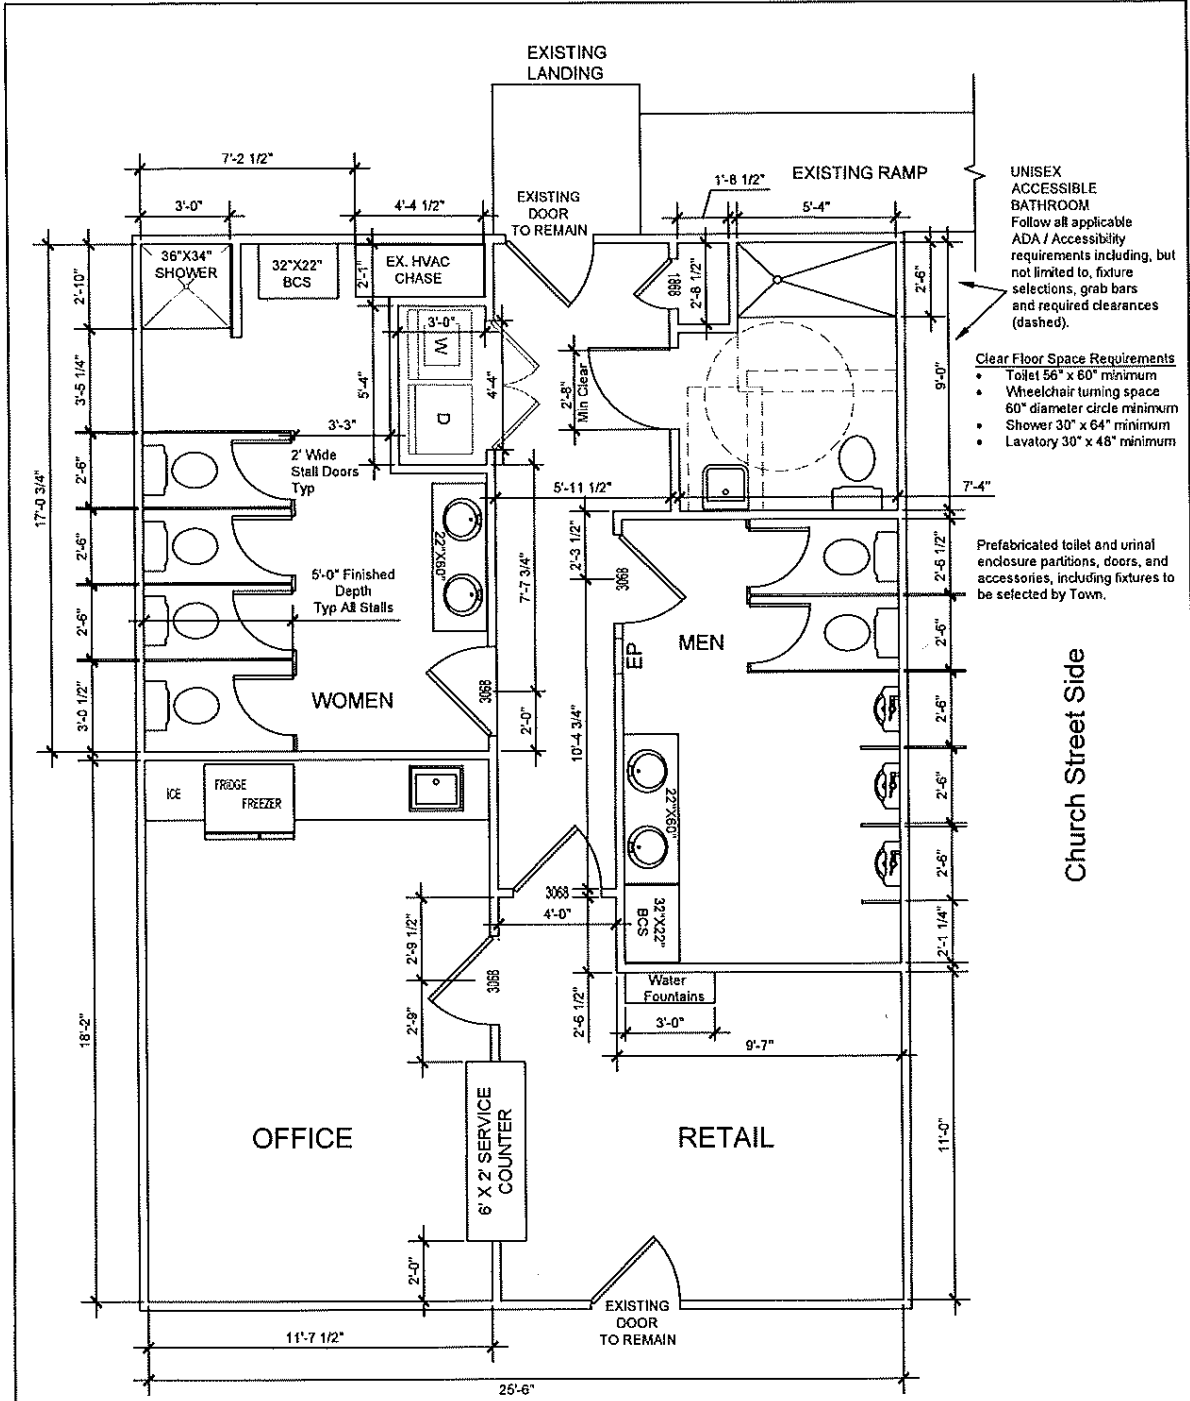 EXISTING
LANDING
7'-2 1/2"
EXISTING RAMP
1'-8 1/2"
UNISEX
ACCESSIBLE
BATHROOM
Follow all applicable
ADA / Accessibility
requirements including, but
not limited to, fixture
selections, grab bars
and required clearances
(dashed).
3'-0"
4'-4 1/2"
EXISTING
DOOR
TO REMAIN
5'-4"
36"X34"
SHOWER
32"X22"
BCS
2'-1"
EX. HVAC
CHASE
1868
2'-8 1/2"
2'-6"
2'-10"
3'-0"
W
D
5'-4"
4'-4"
2'-8"
Min Clear
9'-0"
Clear Floor Space Requirements
• Toilet 56" x 60" minimum
• Wheelchair turning space
60" diameter circle minimum
• Shower 30" x 64" minimum
• Lavatory 30" x 48" minimum
3'-5 1/4"
3'-3"
2' Wide
Stall Doors
Typ
17'-0 3/4"
2'-6"
2'-6"
2'-6"
3'-0 1/2"
5'-11 1/2"
7'-4"
22"X60"
2'-3 1/2"
7'-7 3/4"
3068
2'-6 1/2"
Prefabricated toilet and urinal
enclosure partitions, doors, and
accessories, including fixtures to
be selected by Town.
5'-0" Finished
Depth
Typ All Stalls
2'-6"
EP
MEN
WOMEN
3068
2'-0"
10'-4 3/4"
2'-6"
2'-6"
2'-6"
Church Street Side
ICE
FRIDGE
FREEZER
22"X60"
3068
4'-0"
32"X22"
BCS
2'-1 1/4"
2'-9 1/2"
3068
2'-9"
2'-6 1/2"
Water
Fountains
3'-0"
9'-7"
18'-2"
11'-0"
OFFICE
6' X 2' SERVICE
COUNTER
RETAIL
2'-0"
EXISTING
DOOR
TO REMAIN
11'-7 1/2"
25'-6"